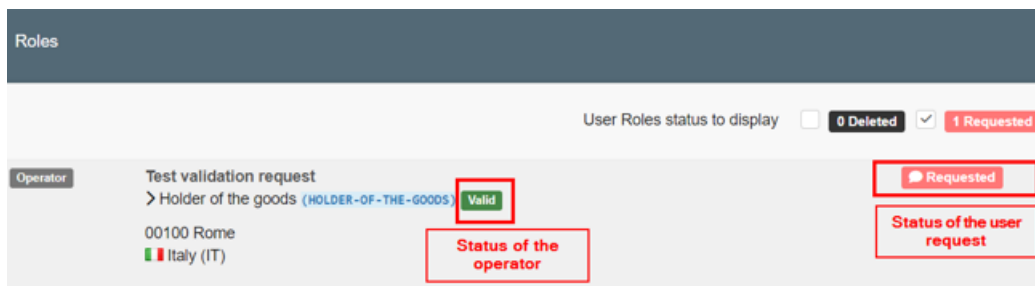 Roles
User Roles status to display 0 Deleted 1 Requested
Operator Test validation request Requested
Holder of the goods (HOLDER-OF-THE-GOODS) Valid
00100 Rome
Italy (IT)
Status of the
operator
Status of the user
request